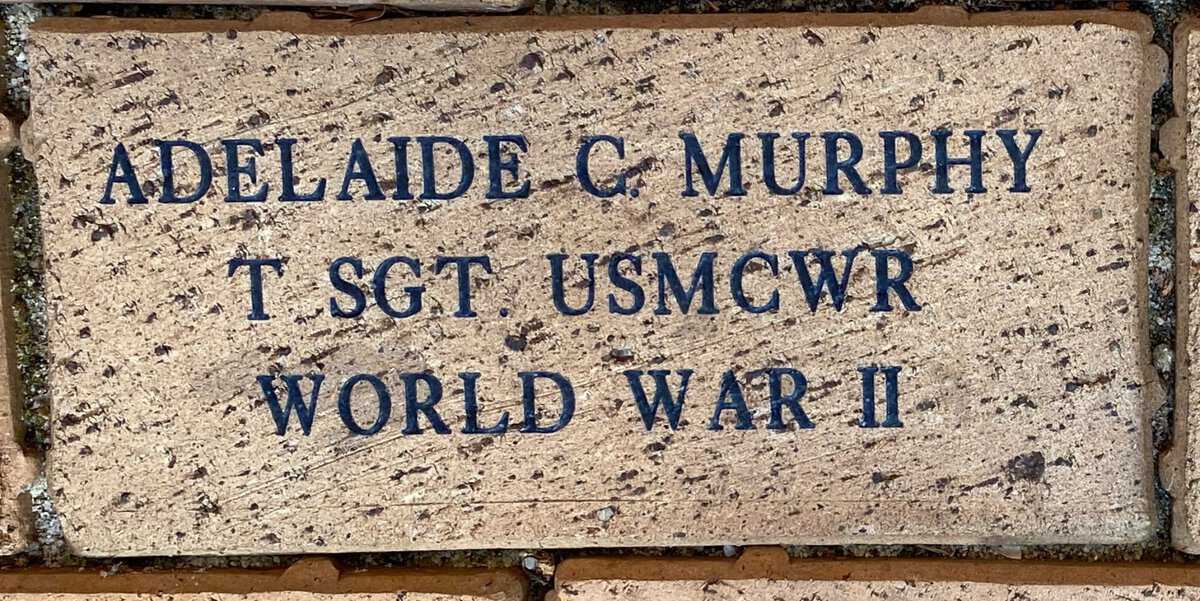 ADELAIDE C. MURPHY
T SGT. USMCWR
WORLD WAR II